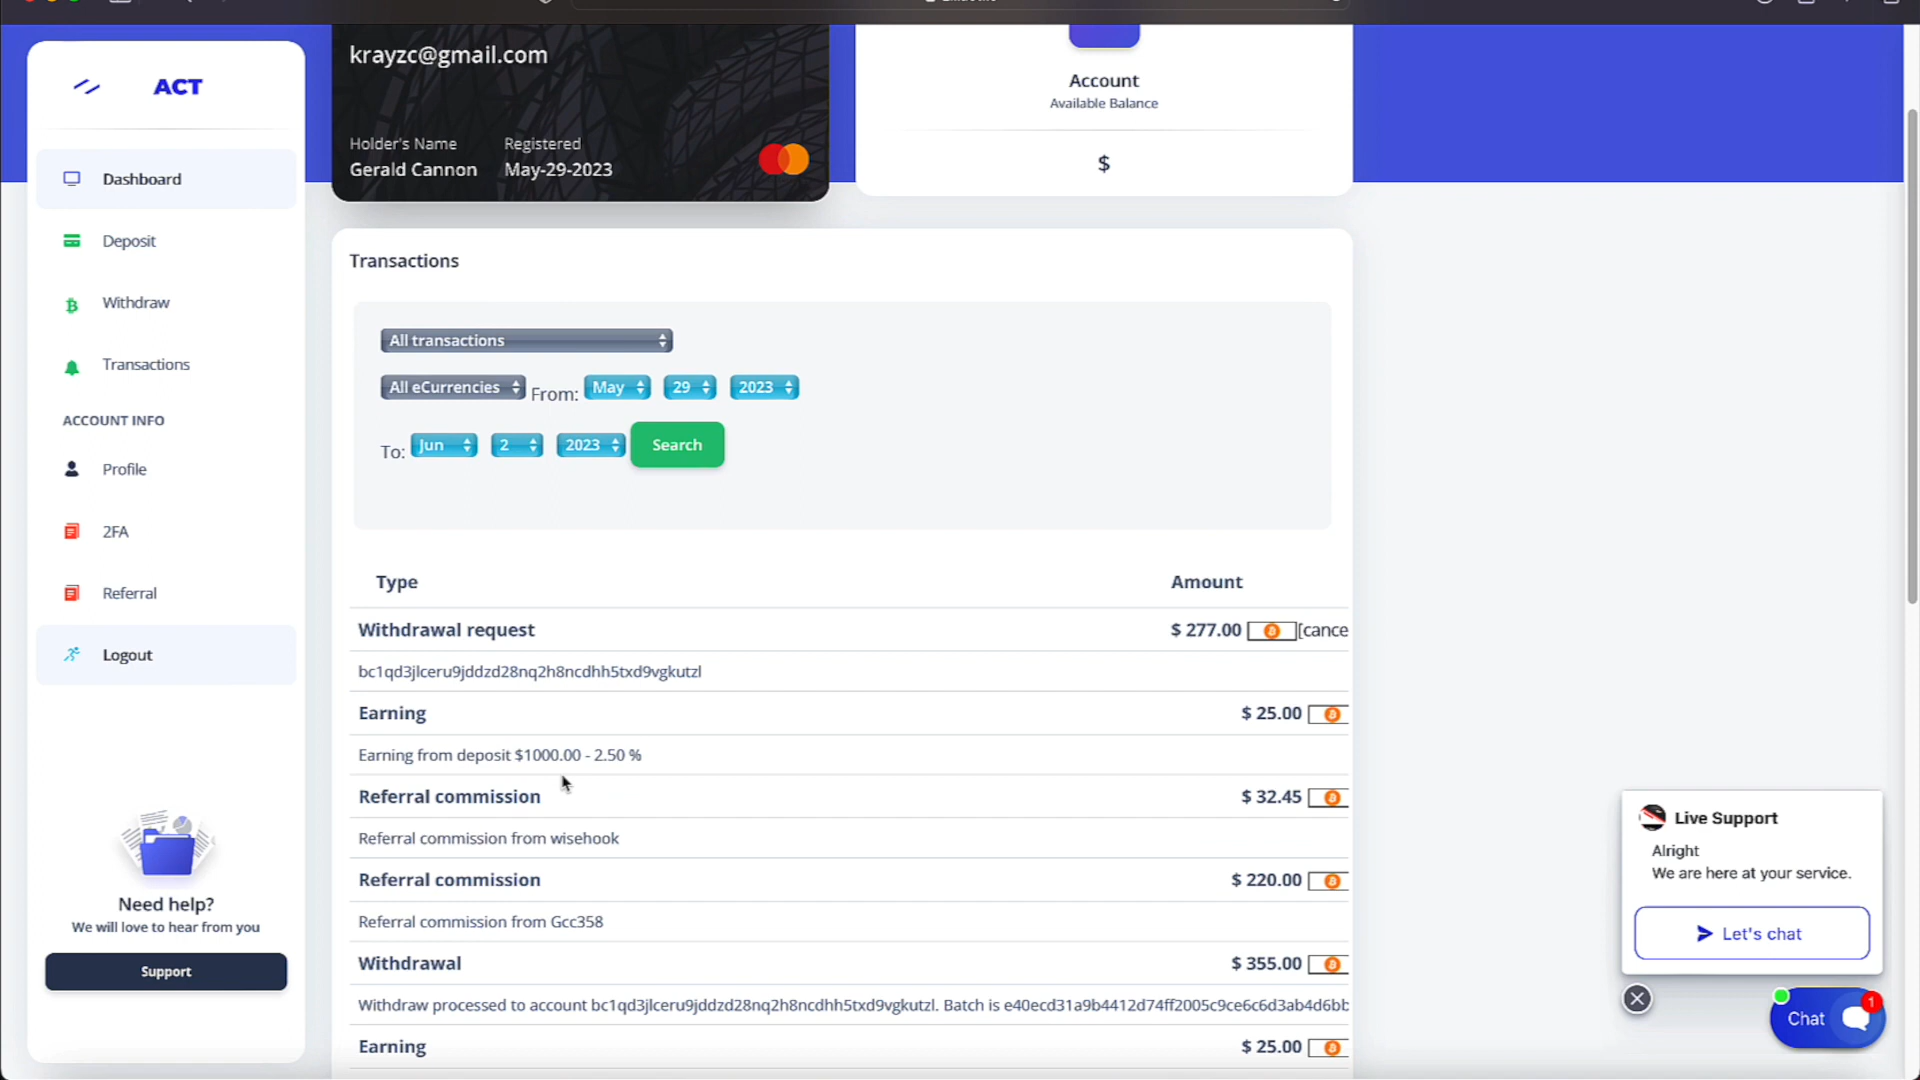 ACT
Dashboard
Deposit
Withdraw
Transactions
ACCOUNT INFO
Profile
2FA
Referral
Logout
Need help?
We will love to hear from you
Support
krayzc@gmail.com
Holder's Name
Registered
Gerald Cannon
May-29-2023
Account
Available Balance
$
Transactions
All transactions
All eCurrencies From: May 29 2023
To: Jun 2 2023 Search
Type Amount
Withdrawal request $ 277.00 [cance
bc1qd3jlceru9jddzd28nq2h8ncdhh5txd9vgkutzl
Earning $ 25.00
Earning from deposit $1000.00 - 2.50 %
Referral commission $ 32.45
Referral commission from wisehook
Referral commission $ 220.00
Referral commission from Gcc358
Withdrawal $ 355.00
Withdraw processed to account bc1qd3jlceru9jddzd28nq2h8ncdhh5txd9vgkutzl. Batch is e40ecd31a9b4412d74ff2005c9ce6c6d3ab4d6bb
Earning $ 25.00
Live Support
Alright
We are here at your service.
Let's chat
Chat 1